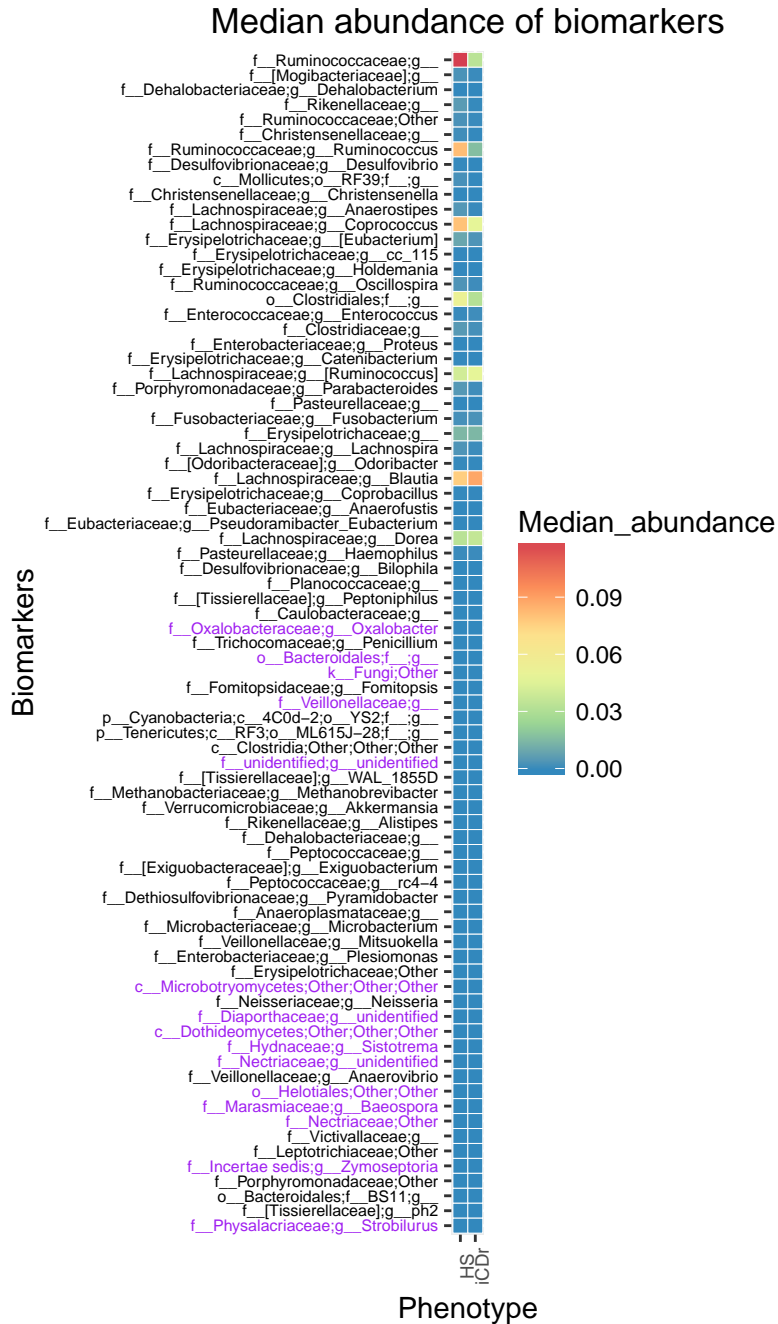 Median abundance of biomarkers
f__Ruminococcaceae;g__
f__[Mogibacteriaceae];g__
f__Dehalobacteriaceae;g__Dehalobacterium
f__Rikenellaceae;g__
f__Ruminococcaceae;Other
f__Christensenellaceae;g__
f__Ruminococcaceae;g__Ruminococcus
f__Desulfovibrionaceae;g__Desulfovibrio
c__Mollicutes;o__RF39;f__;g__
f__Christensenellaceae;g__Christensenella
f__Lachnospiraceae;g__Anaerostipes
f__Lachnospiraceae;g__Coprococcus
f__Erysipelotrichaceae;g__[Eubacterium]
f__Erysipelotrichaceae;g__cc_115
f__Erysipelotrichaceae;g__Holdemania
f__Ruminococcaceae;g__Oscillospira
o__Clostridiales;f__;g__
f__Enterococcaceae;g__Enterococcus
f__Clostridiaceae;g__
f__Enterobacteriaceae;g__Proteus
f__Erysipelotrichaceae;g__Catenibacterium
f__Lachnospiraceae;g__[Ruminococcus]
f__Porphyromonadaceae;g__Parabacteroides
f__Pasteurellaceae;g__
f__Fusobacteriaceae;g__Fusobacterium
f__Erysipelotrichaceae;g__
f__Lachnospiraceae;g__Lachnospira
f__[Odoribacteraceae];g__Odoribacter
f__Lachnospiraceae;g__Blautia
f__Erysipelotrichaceae;g__Coprobacillus
f__Eubacteriaceae;g__Anaerofustis
f__Eubacteriaceae;g__Pseudoramibacter_Eubacterium
f__Lachnospiraceae;g__Dorea
f__Pasteurellaceae;g__Haemophilus
f__Desulfovibrionaceae;g__Bilophila
f__Planococcaceae;g__
f__[Tissierellaceae];g__Peptoniphilus
f__Caulobacteraceae;g__
f__Oxalobacteraceae;g__Oxalobacter
f__Trichocomaceae;g__Penicillium
o__Bacteroidales;f__;g__
k__Fungi;Other
f__Fomitopsidaceae;g__Fomitopsis
f__Veillonellaceae;g__
p__Cyanobacteria;c__4C0d−2;o__YS2;f__;g__
p__Tenericutes;c__RF3;o__ML615J−28;f__;g__
c__Clostridia;Other;Other;Other
f__unidentified;g__unidentified
f__[Tissierellaceae];g__WAL_1855D
f__Methanobacteriaceae;g__Methanobrevibacter
f__Verrucomicrobiaceae;g__Akkermansia
f__Rikenellaceae;g__Alistipes
f__Dehalobacteriaceae;g__
f__Peptococcaceae;g__
f__[Exiguobacteraceae];g__Exiguobacterium
f__Peptococcaceae;g__rc4−4
f__Dethiosulfovibrionaceae;g__Pyramidobacter
f__Anaeroplasmataceae;g__
f__Microbacteriaceae;g__Microbacterium
f__Veillonellaceae;g__Mitsuokella
f__Enterobacteriaceae;g__Plesiomonas
f__Erysipelotrichaceae;Other
c__Microbotryomycetes;Other;Other;Other
f__Neisseriaceae;g__Neisseria
f__Diaporthaceae;g__unidentified
c__Dothideomycetes;Other;Other;Other
f__Hydnaceae;g__Sistotrema
f__Nectriaceae;g__unidentified
f__Veillonellaceae;g__Anaerovibrio
o__Helotiales;Other;Other
f__Marasmiaceae;g__Baeospora
f__Nectriaceae;Other
f__Victivallaceae;g__
f__Leptotrichiaceae;Other
f__Incertae sedis;g__Zymoseptoria
f__Porphyromonadaceae;Other
o__Bacteroidales;f__BS11;g__
f__[Tissierellaceae];g__ph2
f__Physalacriaceae;g__Strobilurus
Biomarkers
HS
iCDr
Phenotype
Median_abundance
0.09
0.06
0.03
0.00